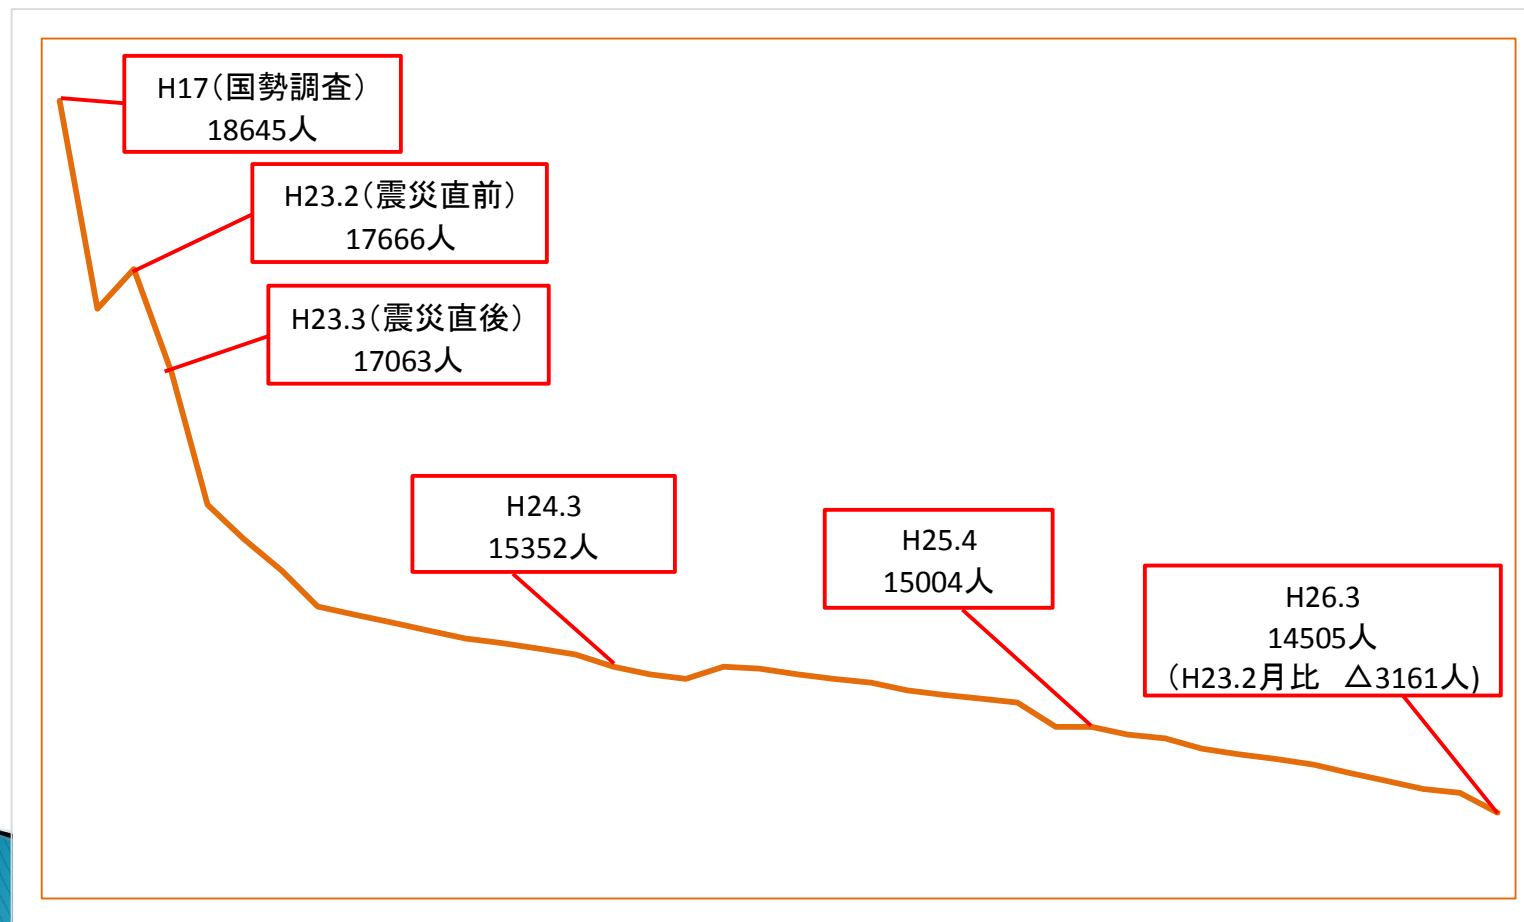 H17（国勢調査）
18645人
H23.2（震災直前）
17666人
H23.3（震災直後）
17063人
H24.3
15352人
H25.4
15004人
H26.3
14505人
（H23.2月比　△3161人)